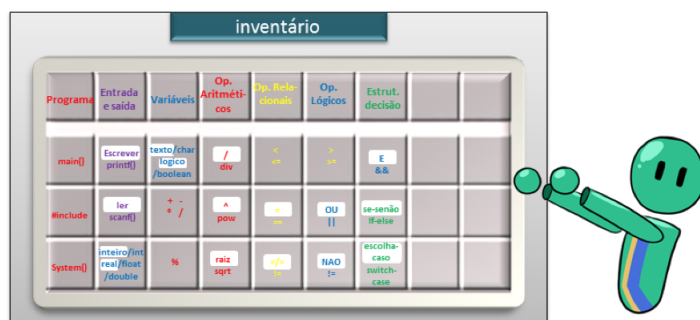 inventário
Programa
Entrada
e saída
Variáveis
Op.
Aritméti-
cos
Op. Rela-
cionais
Op.
Lógicos
Estrut.
decisão
main()
Escrever
printf()
texto/char
logico
/boolean
/
div
<
<=
>
>=
E
&&
#include
ler
scanf()
+ -
* /
^
pow
=
==
OU
||
se-senão
if-else
System()
inteiro/int
real/float
/double
%
raiz
sqrt
</>
!=
NAO
!=
escolha-
caso
switch-
case